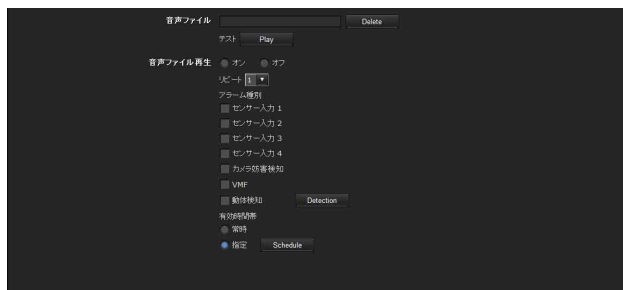 音声ファイル Delete
テスト Play
音声ファイル再生 オン オフ
リピート 1
アラーム種別
センサー入力 1
センサー入力 2
センサー入力 3
センサー入力 4
カメラ妨害検知
VMF
動体検知 Detection
有効時間帯
常時
指定 Schedule